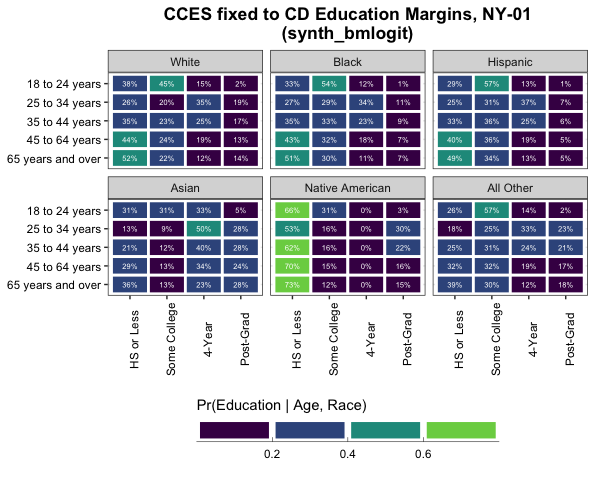 CCES fixed to CD Education Margins, NY-01
(synth_bmlogit)
White Black Hispanic
18 to 24 years 38% 45% 15% 2% 33% 54% 12% 1% 29% 57% 13% 1%
25 to 34 years 26% 20% 35% 19% 27% 29% 34% 11% 25% 31% 37% 7%
35 to 44 years 35% 23% 25% 17% 35% 33% 23% 9% 33% 36% 25% 6%
45 to 64 years 44% 24% 19% 13% 43% 32% 18% 7% 40% 36% 19% 5%
65 years and over 52% 22% 12% 14% 51% 30% 11% 7% 49% 34% 13% 5%
Asian Native American All Other
18 to 24 years 31% 31% 33% 5% 66% 31% 0% 3% 26% 57% 14% 2%
25 to 34 years 13% 9% 50% 28% 53% 16% 0% 30% 18% 25% 33% 23%
35 to 44 years 21% 12% 40% 28% 62% 16% 0% 22% 25% 31% 24% 21%
45 to 64 years 29% 13% 34% 24% 70% 15% 0% 16% 32% 32% 19% 17%
65 years and over 36% 13% 23% 28% 73% 12% 0% 15% 39% 30% 12% 18%
HS or Less Some College 4-Year Post-Grad HS or Less Some College 4-Year Post-Grad HS or Less Some College 4-Year Post-Grad
Pr(Education | Age, Race)
0.2 0.4 0.6